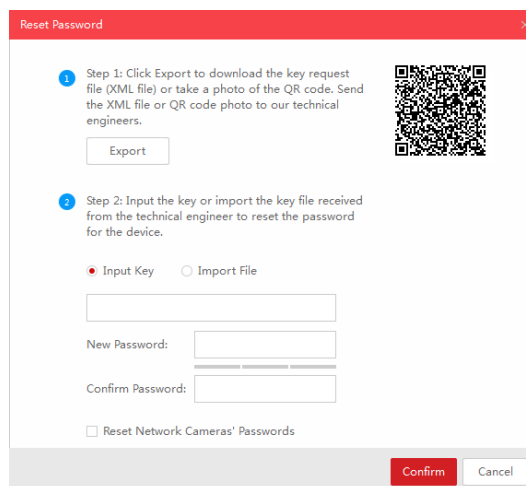 Reset Password
1
Step 1: Click Export to download the key request
file (XML file) or take a photo of the QR code. Send
the XML file or QR code photo to our technical
engineers.
Export
2
Step 2: Input the key or import the key file received
from the technical engineer to reset the password
for the device.
Input Key Import File
New Password:
Confirm Password:
Reset Network Cameras' Passwords
Confirm Cancel